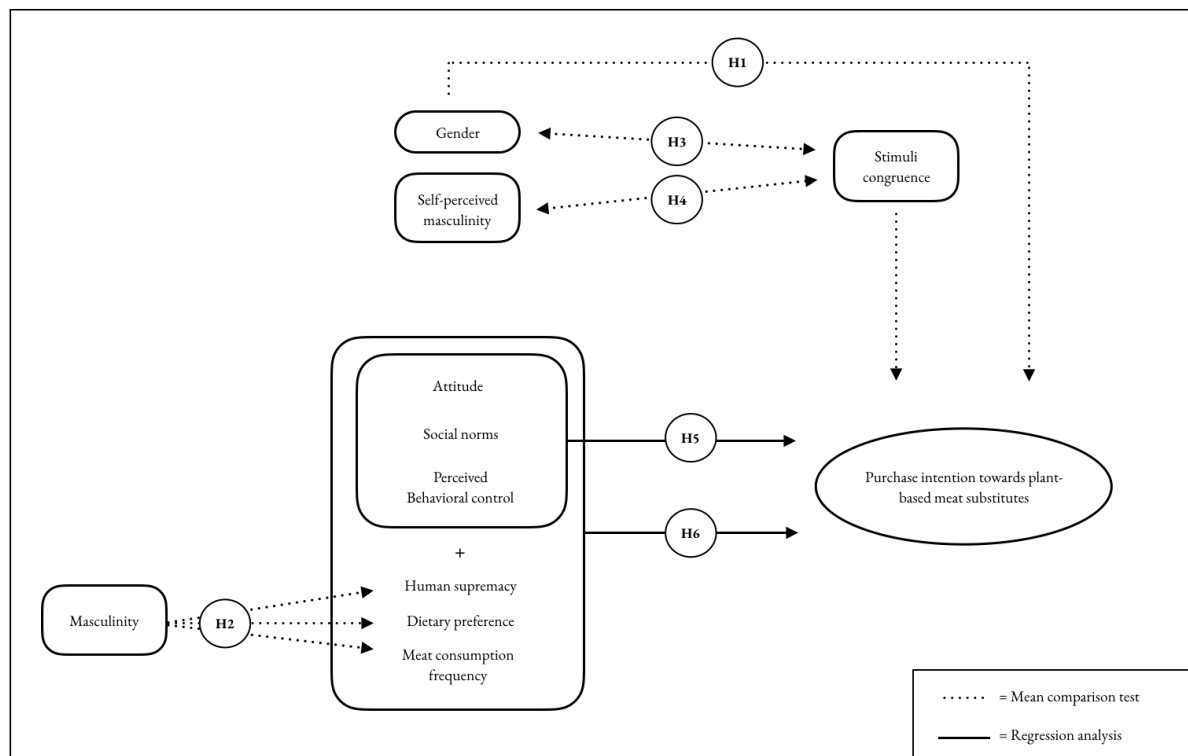 H1
Gender
H3
Stimuli
congruence
Self-perceived
masculinity
H4
Attitude
Social norms
Perceived
Behavioral control
H5
Purchase intention towards plant-
based meat substitutes
H6
+
Human supremacy
Dietary preference
Meat consumption
frequency
Masculinity
H2
= Mean comparison test
= Regression analysis